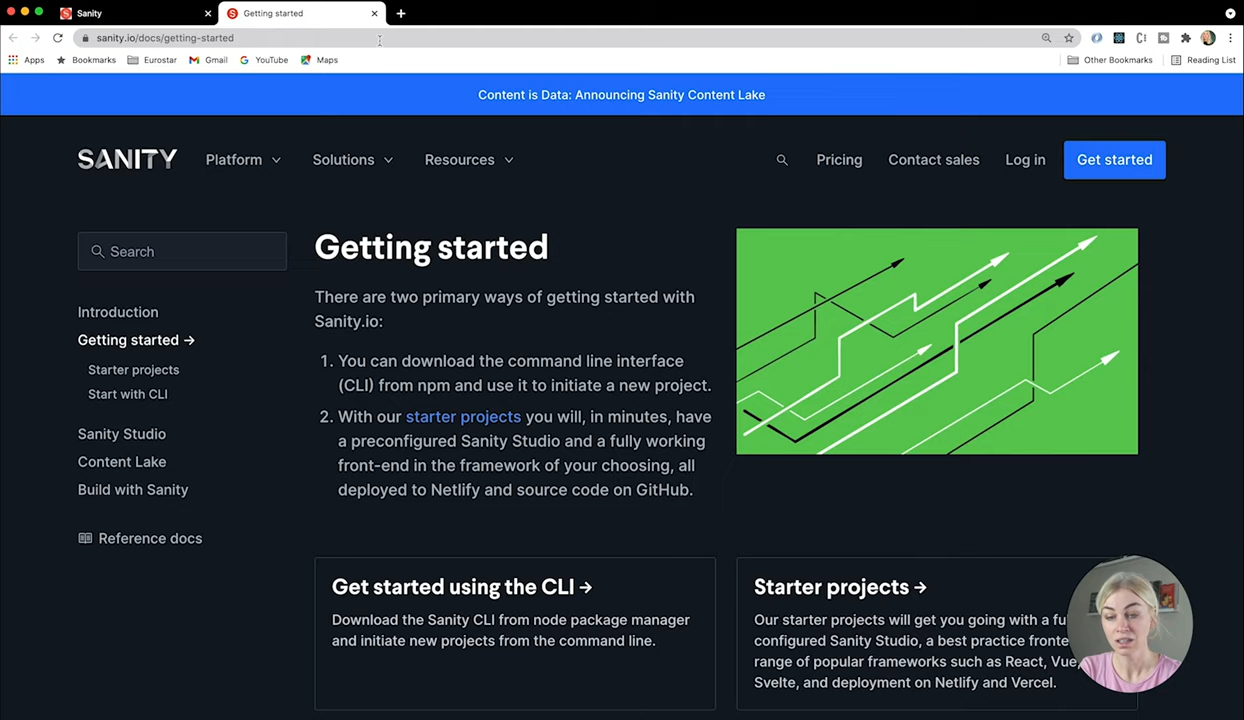 Sanity
Getting started
sanity.io/docs/getting-started
Apps
Bookmarks
Eurostar
Gmail
YouTube
Maps
Other Bookmarks
Reading List
Content is Data: Announcing Sanity Content Lake
SANITY
Platform
Solutions
Resources
Pricing
Contact sales
Log in
Get started
Search
Introduction
Getting started →
Starter projects
Start with CLI
Sanity Studio
Content Lake
Build with Sanity
Reference docs
Getting started
There are two primary ways of getting started with
Sanity.io:
1. You can download the command line interface
(CLI) from npm and use it to initiate a new project.
2. With our starter projects you will, in minutes, have
a preconfigured Sanity Studio and a fully working
front-end in the framework of your choosing, all
deployed to Netlify and source code on GitHub.
Get started using the CLI →
Download the Sanity CLI from node package manager
and initiate new projects from the command line.
Starter projects →
Our starter projects will get you going with a fu
configured Sanity Studio, a best practice fronte
range of popular frameworks such as React, Vue,
Svelte, and deployment on Netlify and Vercel.